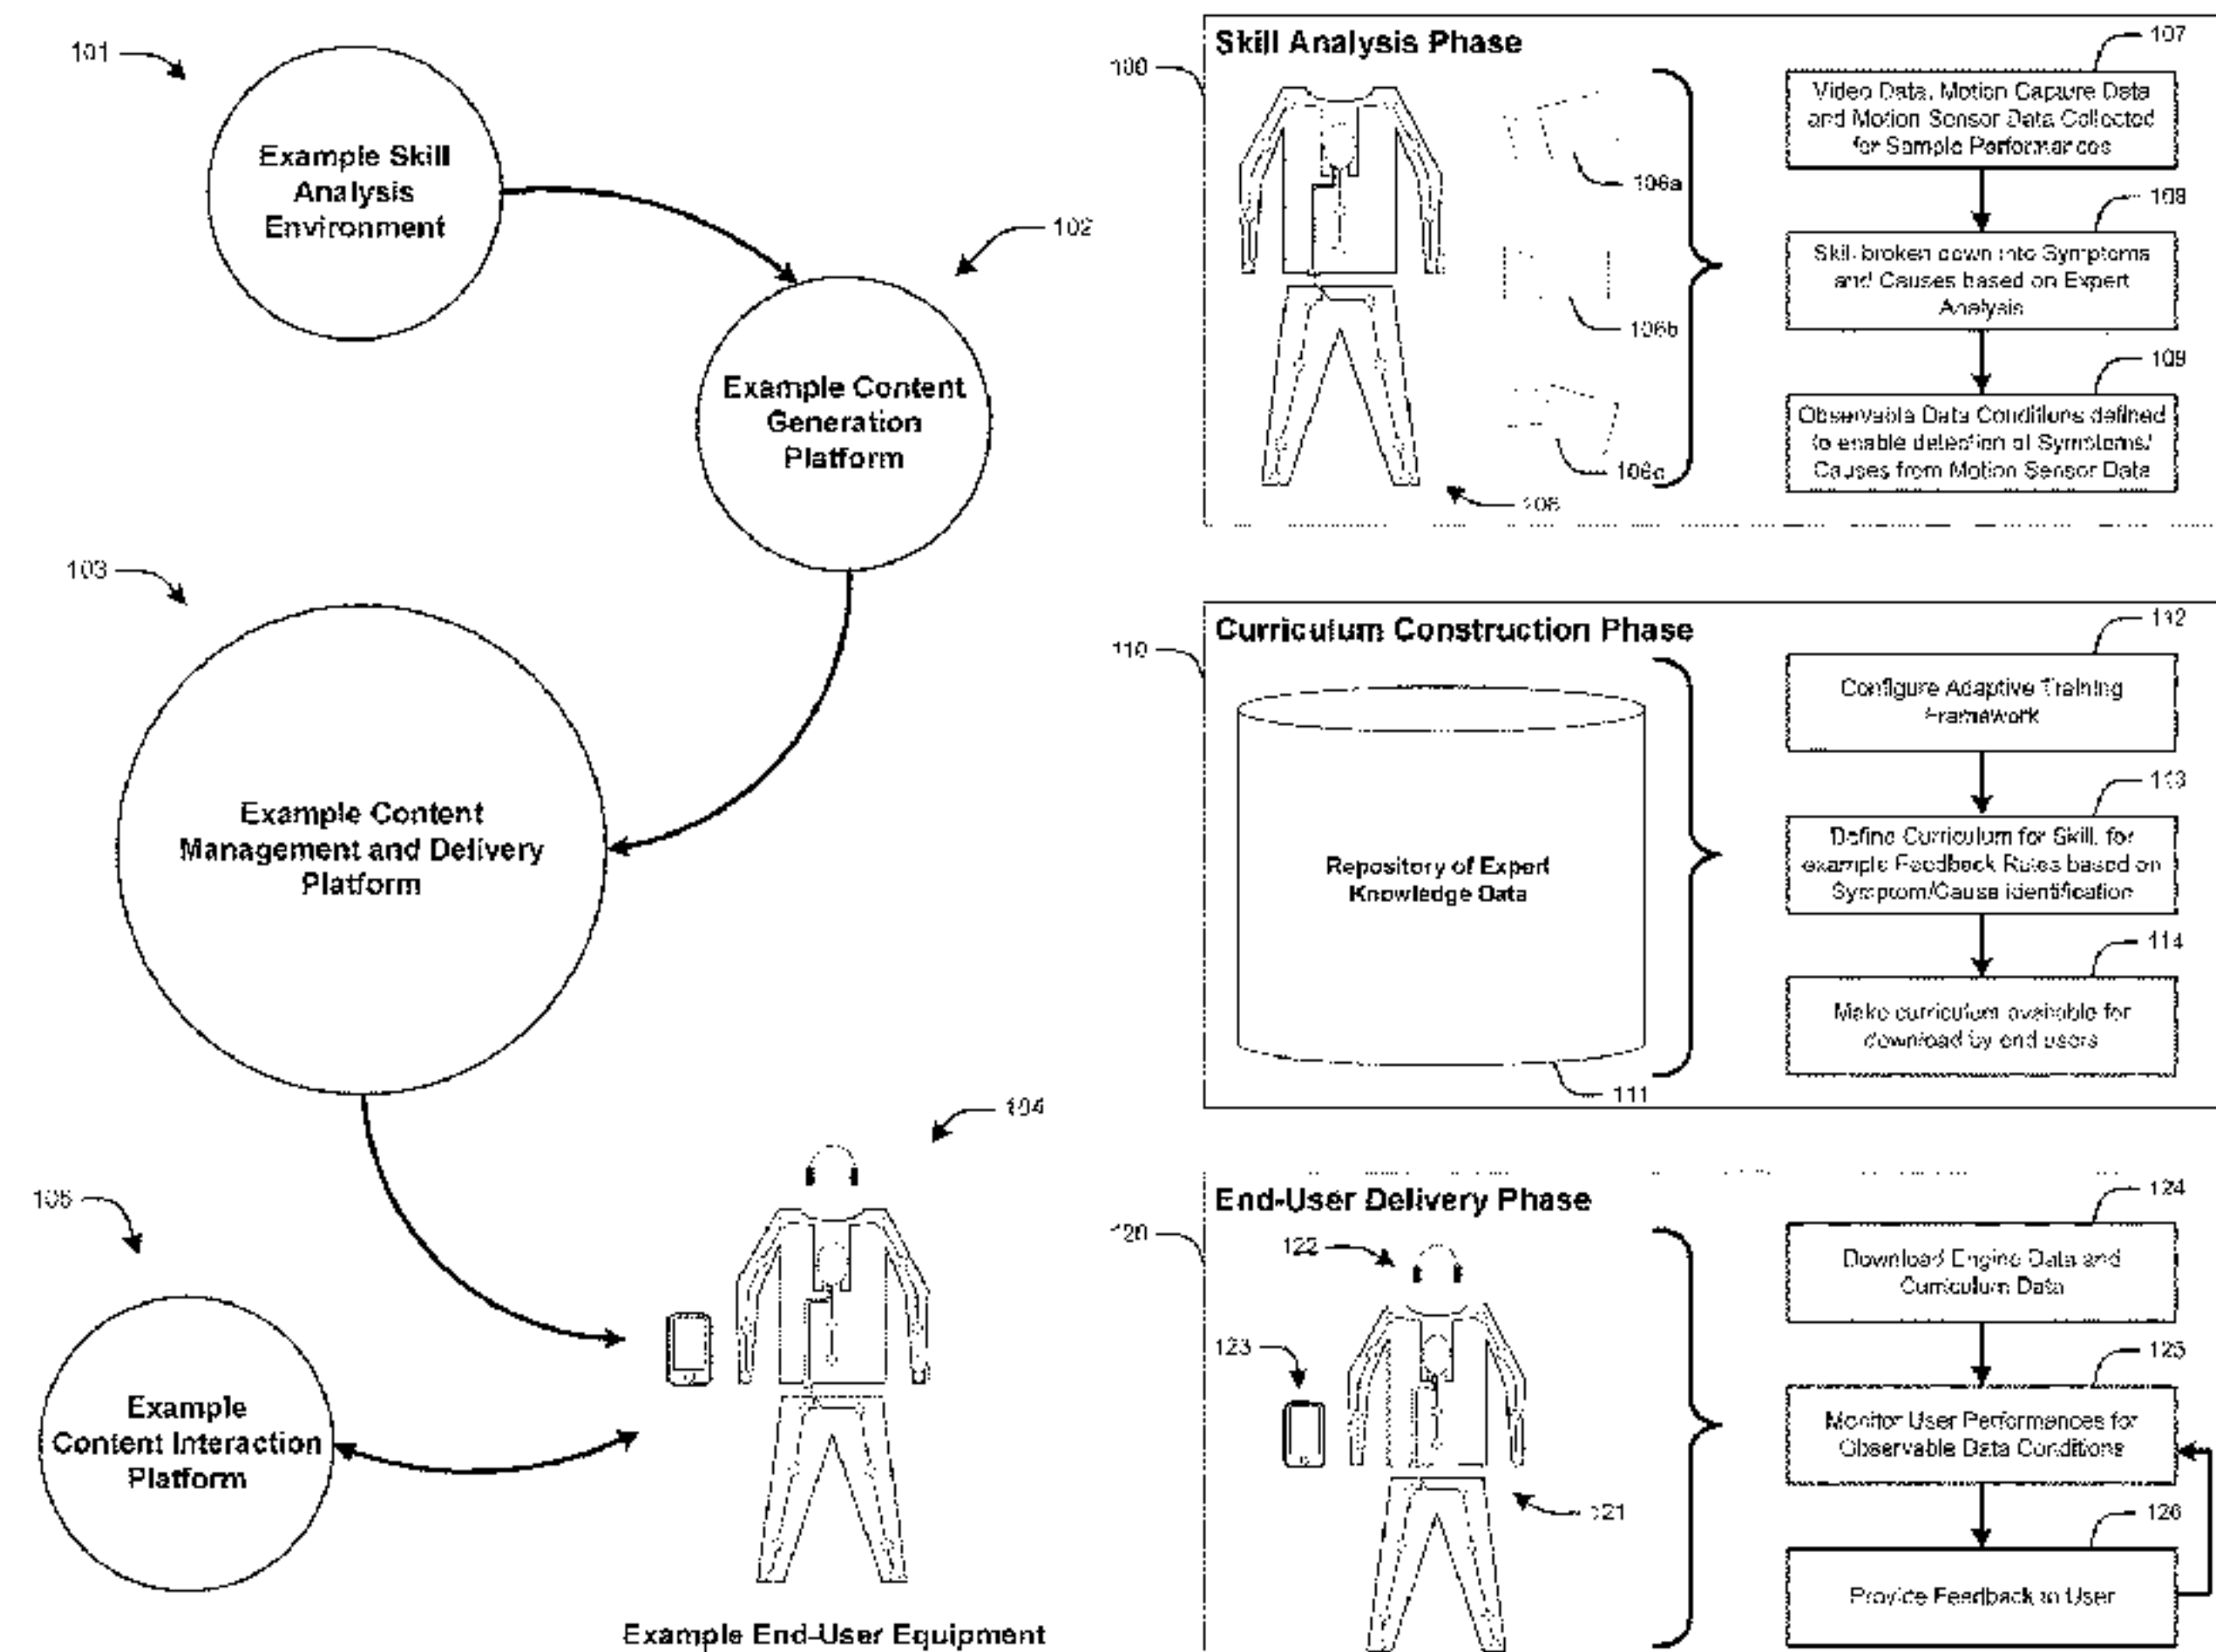 101
Example Skill
Analysis
Environment
102
Example Content
Generation
Platform
103
Example Content
Management and Delivery
Platform
104
105
Example
Content Interaction
Platform
Example End-User Equipment
100
Skill Analysis Phase
106a
106b
106c
106
107
Video Data, Motion Capture Data
and Motion Sensor Data Collected
for Sample Performances
108
Skill broken down into Symptoms
and Causes based on Expert
Analysis
109
Observable Data Conditions defined
to enable detection of Symptoms/
Causes from Motion Sensor Data
110
Curriculum Construction Phase
Repository of Expert
Knowledge Data
111
112
Configure Adaptive Training
Framework
113
Define Curriculum for Skill, for
example Feedback Rules based on
Symptom/Cause identification
114
Make curriculum available for
download by end users
120
End-User Delivery Phase
122
123
121
124
Download Engine Data and
Curriculum Data
125
Monitor User Performances for
Observable Data Conditions
126
Provide Feedback to User